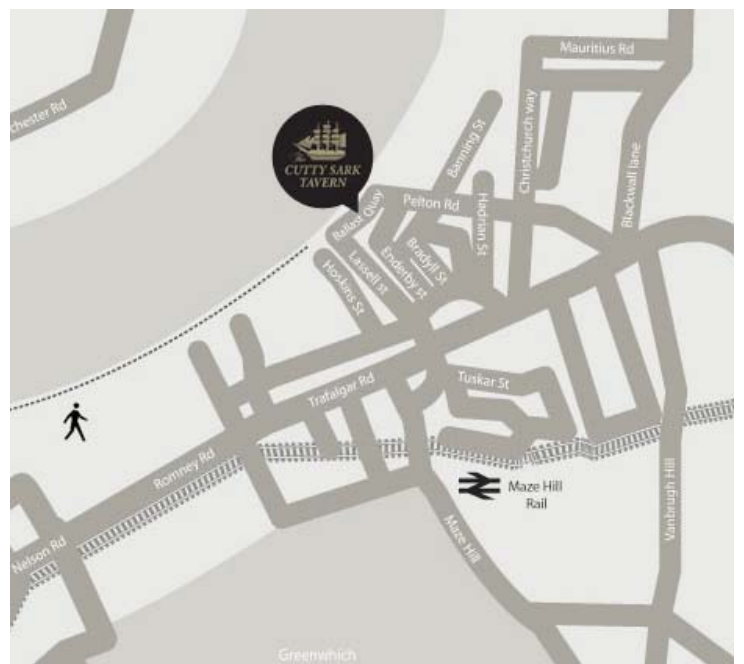 Mauritius Rd
chester Rd
Christchurch way
Banning St
Blackwall lane
The
CUTTY SARK
TAVERN
Ballast Quay
Pelton Rd
Hadrian St
Bradyll St
Enderby st
Lassell st
Hoskins St
Trafalgar Rd
Tuskar St
Romney Rd
Maze Hill
Rail
Vanbrugh Hill
Maze Hill
Nelson Rd
Greenwhich